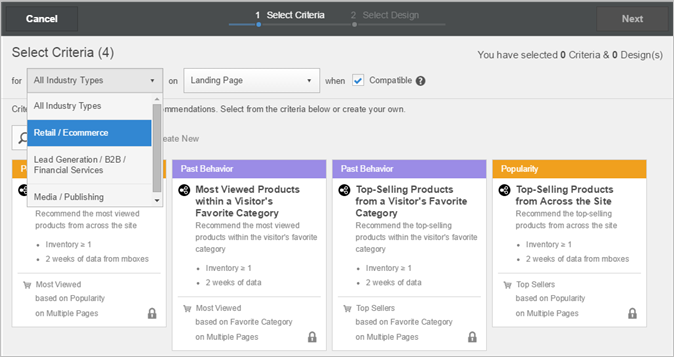 Cancel
1 Select Criteria
2 Select Design
Next
Select Criteria (4)
You have selected 0 Criteria & 0 Design(s)
for
All Industry Types
on
Landing Page
when
Compatible
All Industry Types
Retail / Ecommerce
Lead Generation / B2B /
Financial Services
Media / Publishing
ommendations. Select from the criteria below or create your own.
eate New
Past Behavior
Past Behavior
Popularity
Recommend the most viewed
products from across the site
• Inventory ≥ 1
• 2 weeks of data from mboxes
Most Viewed
based on Popularity
on Multiple Pages
Most Viewed Products
within a Visitor's
Favorite Category
Recommend the most viewed
products within the visitor's favorite
category
• Inventory ≥ 1
• 2 weeks of data
Most Viewed
based on Favorite Category
on Multiple Pages
Top-Selling Products
from a Visitor's Favorite
Category
Recommend the top-selling
products within the visitor's favorite
category
• Inventory ≥ 1
• 2 weeks of data
Top Sellers
based on Favorite Category
on Multiple Pages
Top-Selling Products
from Across the Site
Recommend the top-selling
products from across the site
• Inventory ≥ 1
• 2 weeks of data from mboxes
Top Sellers
based on Popularity
on Multiple Pages